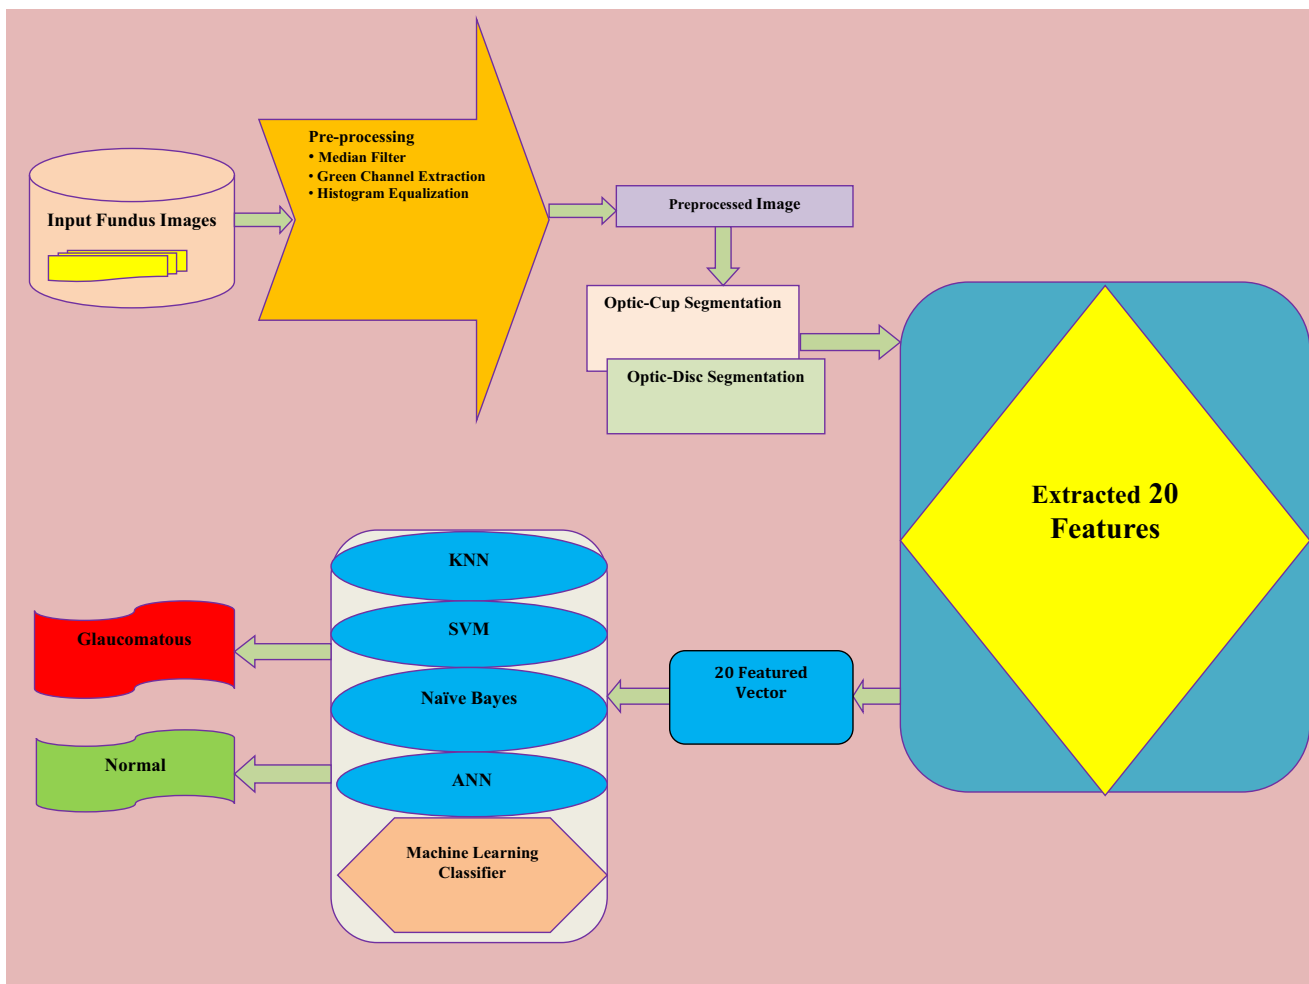 Input Fundus Images
Pre-processing
• Median Filter
• Green Channel Extraction
• Histogram Equalization
Preprocessed Image
Optic-Cup Segmentation
Optic-Disc Segmentation
Extracted 20
Features
20 Featured
Vector
KNN
SVM
Naïve Bayes
ANN
Machine Learning
Classifier
Glaucomatous
Normal